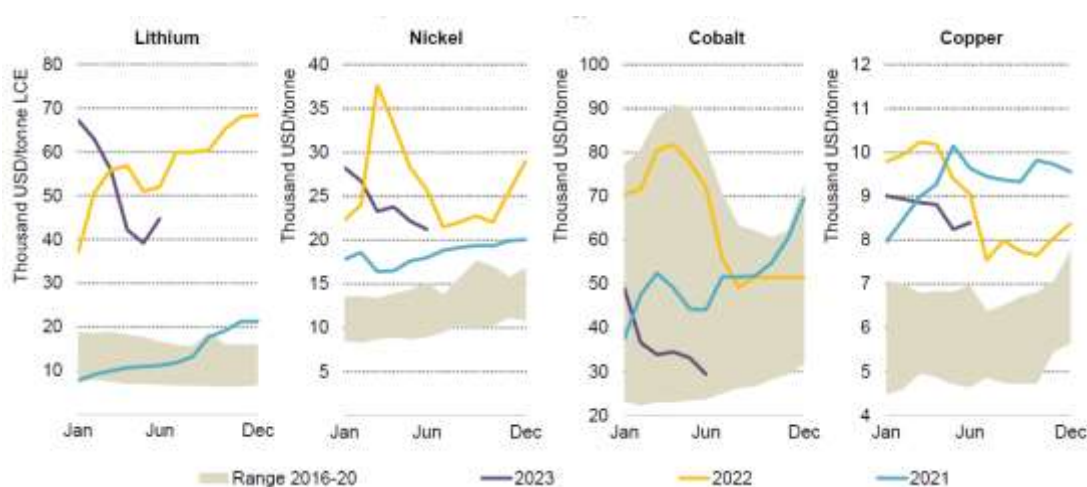 Lithium
Thousand USD/tonne LCE
80
70
60
50
40
30
20
10
Jan
Jun
Dec
Nickel
Thousand USD/tonne
40
35
30
25
20
15
10
5
Jan
Jun
Dec
Cobalt
Thousand USD/tonne
100
90
80
70
60
50
40
30
20
Jan
Jun
Dec
Copper
Thousand USD/tonne
12
11
10
9
8
7
6
5
4
Jan
Jun
Dec
Range 2016-20
2023
2022
2021